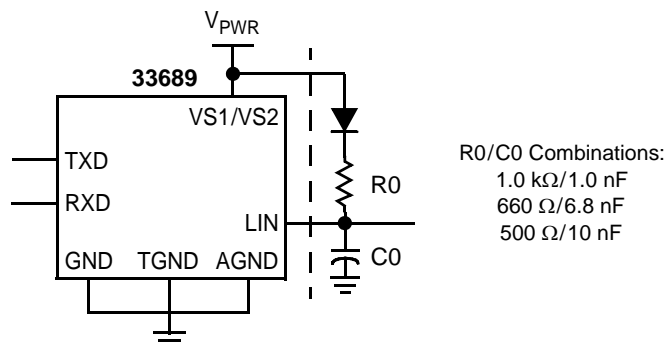 VPWR
33689
VS1/VS2
TXD
RXD
LIN
GND TGND AGND
R0
C0
R0/C0 Combinations:
1.0 kΩ/1.0 nF
660 Ω/6.8 nF
500 Ω/10 nF